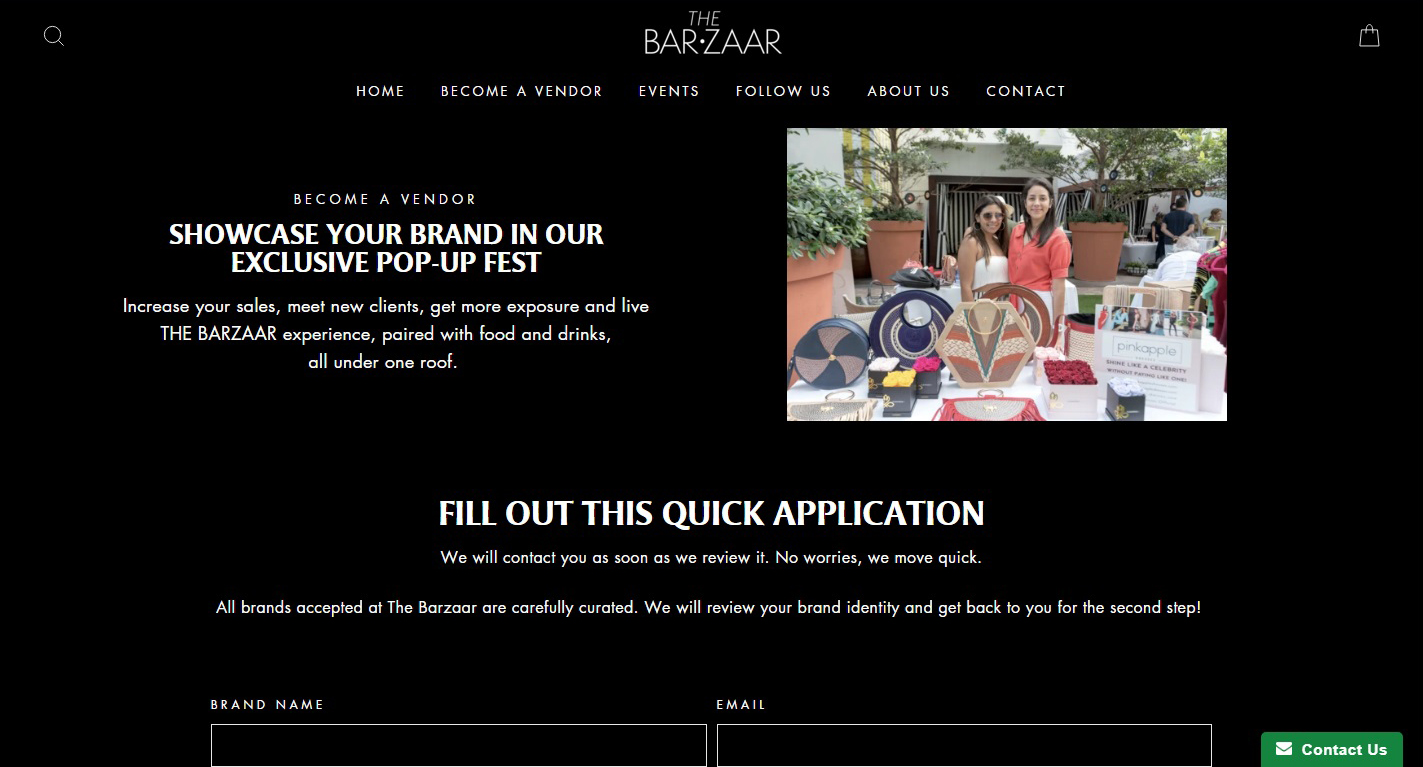 THE
BAR•ZAAR
HOME BECOME A VENDOR EVENTS FOLLOW US ABOUT US CONTACT
BECOME A VENDOR
SHOWCASE YOUR BRAND IN OUR
EXCLUSIVE POP-UP FEST
Increase your sales, meet new clients, get more exposure and live
THE BARZAAR experience, paired with food and drinks,
all under one roof.
pinkapple
SHINE LIKE A CELEBRITY
WITHOUT PAYING LIKE ONE!
FILL OUT THIS QUICK APPLICATION
We will contact you as soon as we review it. No worries, we move quick.
All brands accepted at The Barzaar are carefully curated. We will review your brand identity and get back to you for the second step!
BRAND NAME EMAIL
Contact Us